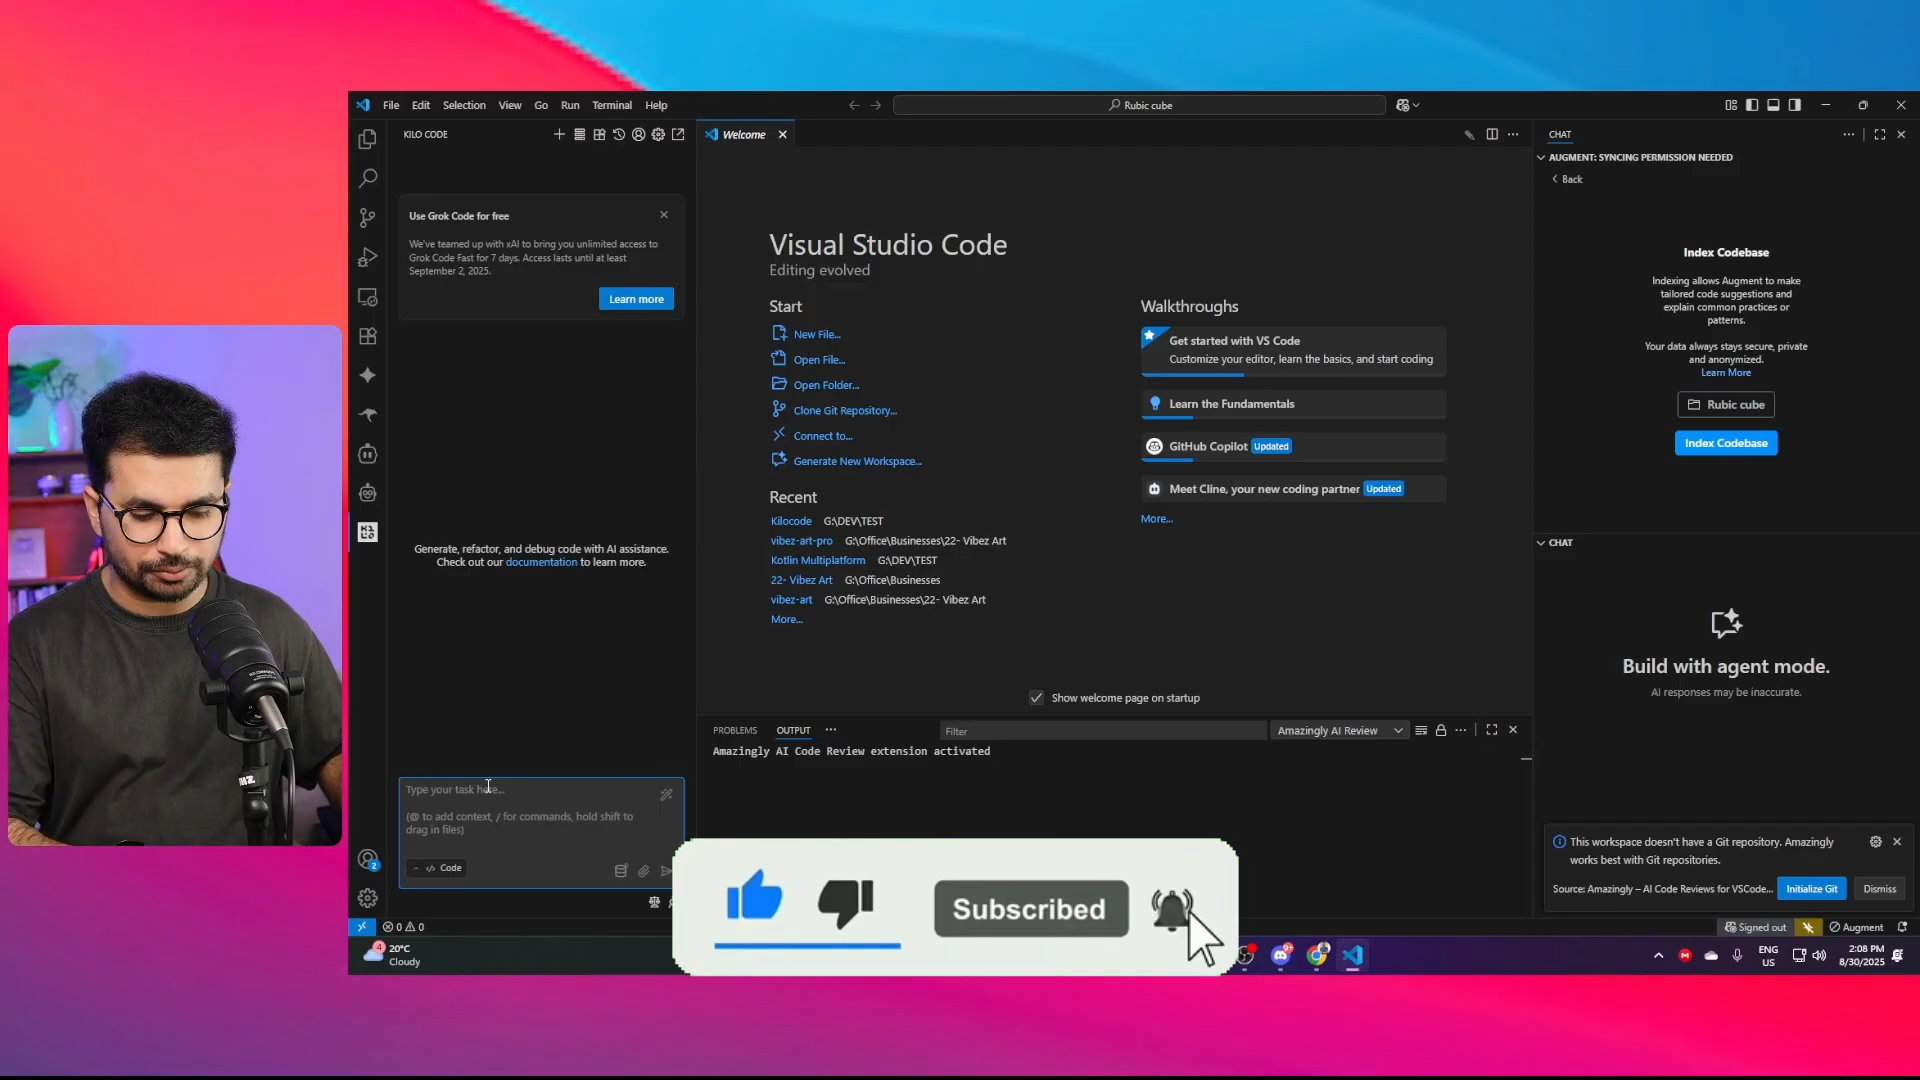 File Edit Selection View Go Run Terminal Help
Rubic cube
KILO CODE
Use Grok Code for free
We've teamed up with xAI to bring you unlimited access to
Grok Code Fast for 7 days. Access lasts until at least
September 2, 2025.
Learn more
Generate, refactor, and debug code with AI assistance.
Check out our documentation to learn more.
Type your task here...
(@ to add context, / for commands, hold shift to
drag in files)
Code
Welcome
Visual Studio Code
Editing evolved
Start
New File...
Open File...
Open Folder...
Clone Git Repository...
Connect to...
Generate New Workspace...
Recent
Kilocode G:\DEV\TEST
vibez-art-pro G:\Office\Businesses\22- Vibez Art
Kotlin Multiplatform G:\DEV\TEST
22- Vibez Art G:\Office\Businesses
vibez-art G:\Office\Businesses\22- Vibez Art
More...
Walkthroughs
Get started with VS Code
Customize your editor, learn the basics, and start coding
Learn the Fundamentals
GitHub Copilot Updated
Meet Cline, your new coding partner Updated
More...
Show welcome page on startup
PROBLEMS OUTPUT
Filter
Amazingly AI Review
Amazingly AI Code Review extension activated
CHAT
AUGMENT: SYNCING PERMISSION NEEDED
Back
Index Codebase
Indexing allows Augment to make
tailored code suggestions and
explain common practices or
patterns.
Your data always stays secure, private
and anonymized.
Learn More
Rubic cube
Index Codebase
CHAT
Build with agent mode.
AI responses may be inaccurate.
This workspace doesn't have a Git repository. Amazingly
works best with Git repositories.
Source: Amazingly – AI Code Reviews for VSCode...
Initialize Git
Dismiss
Subscribed
2
0 0
Signed out
Augment
4
20°C
Cloudy
9+
ENG
US
2:08 PM
8/30/2025